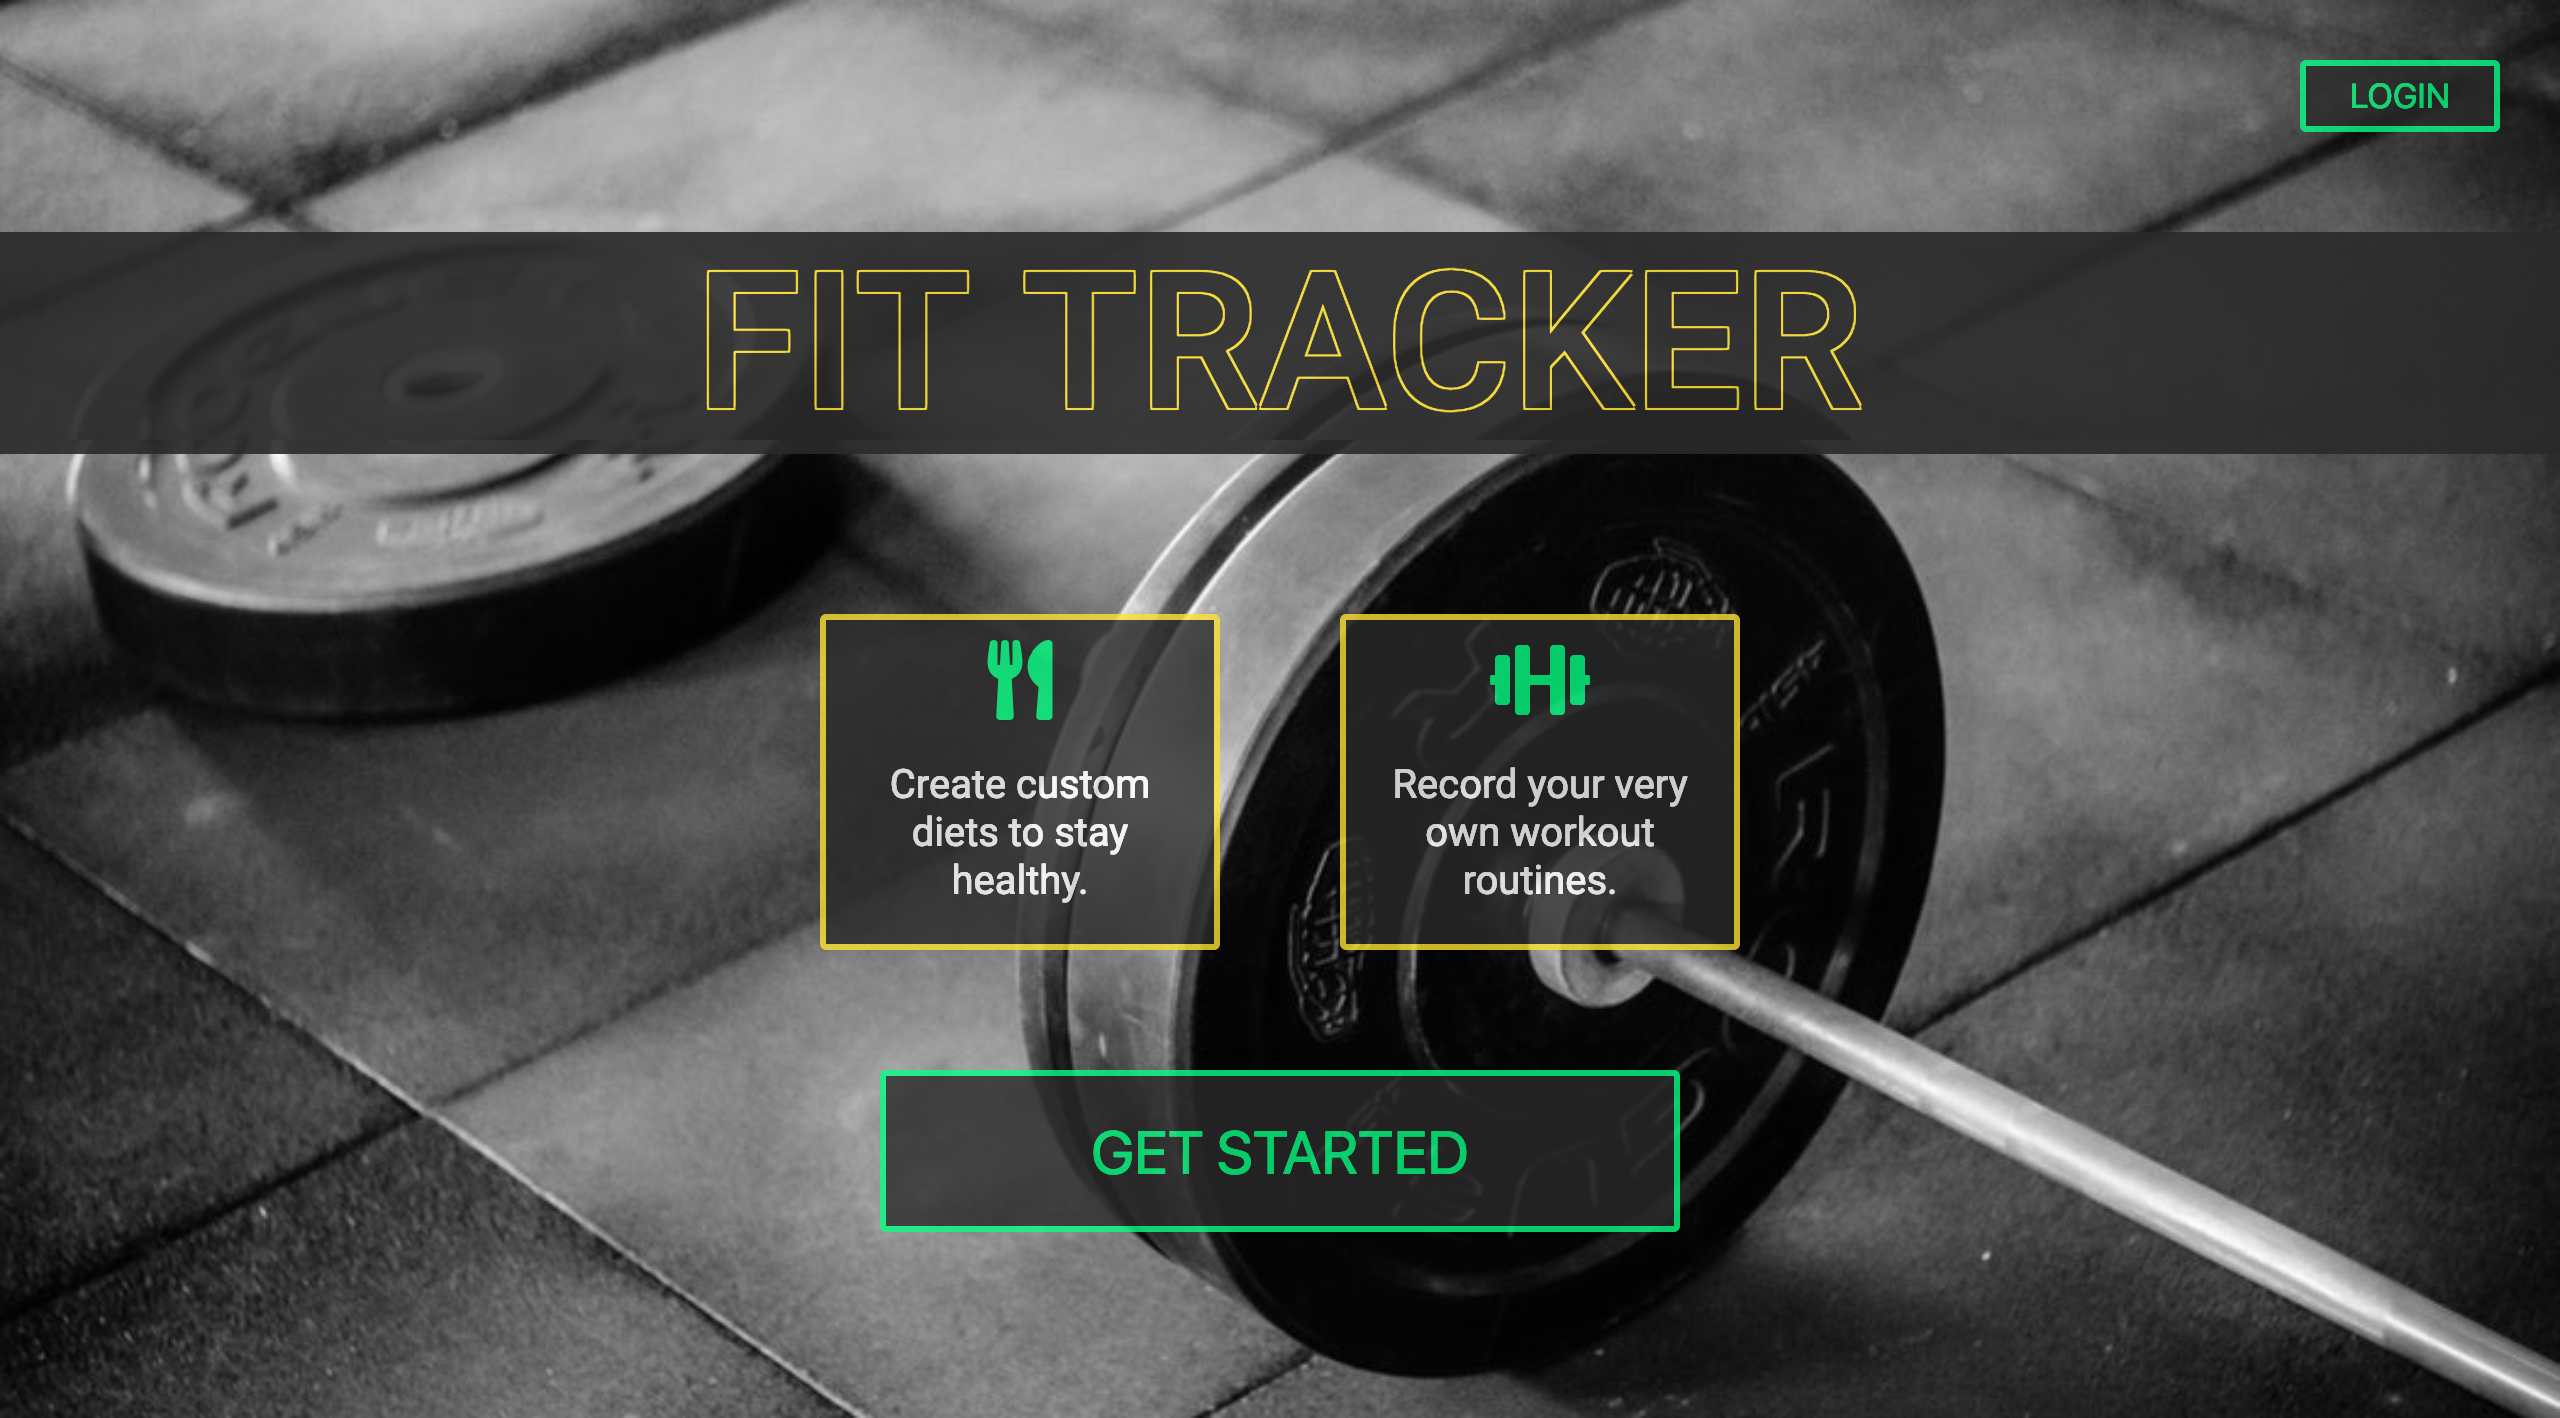 LOGIN
FIT TRACKER
Create custom
diets to stay
healthy.
Record your very
own workout
routines.
GET STARTED